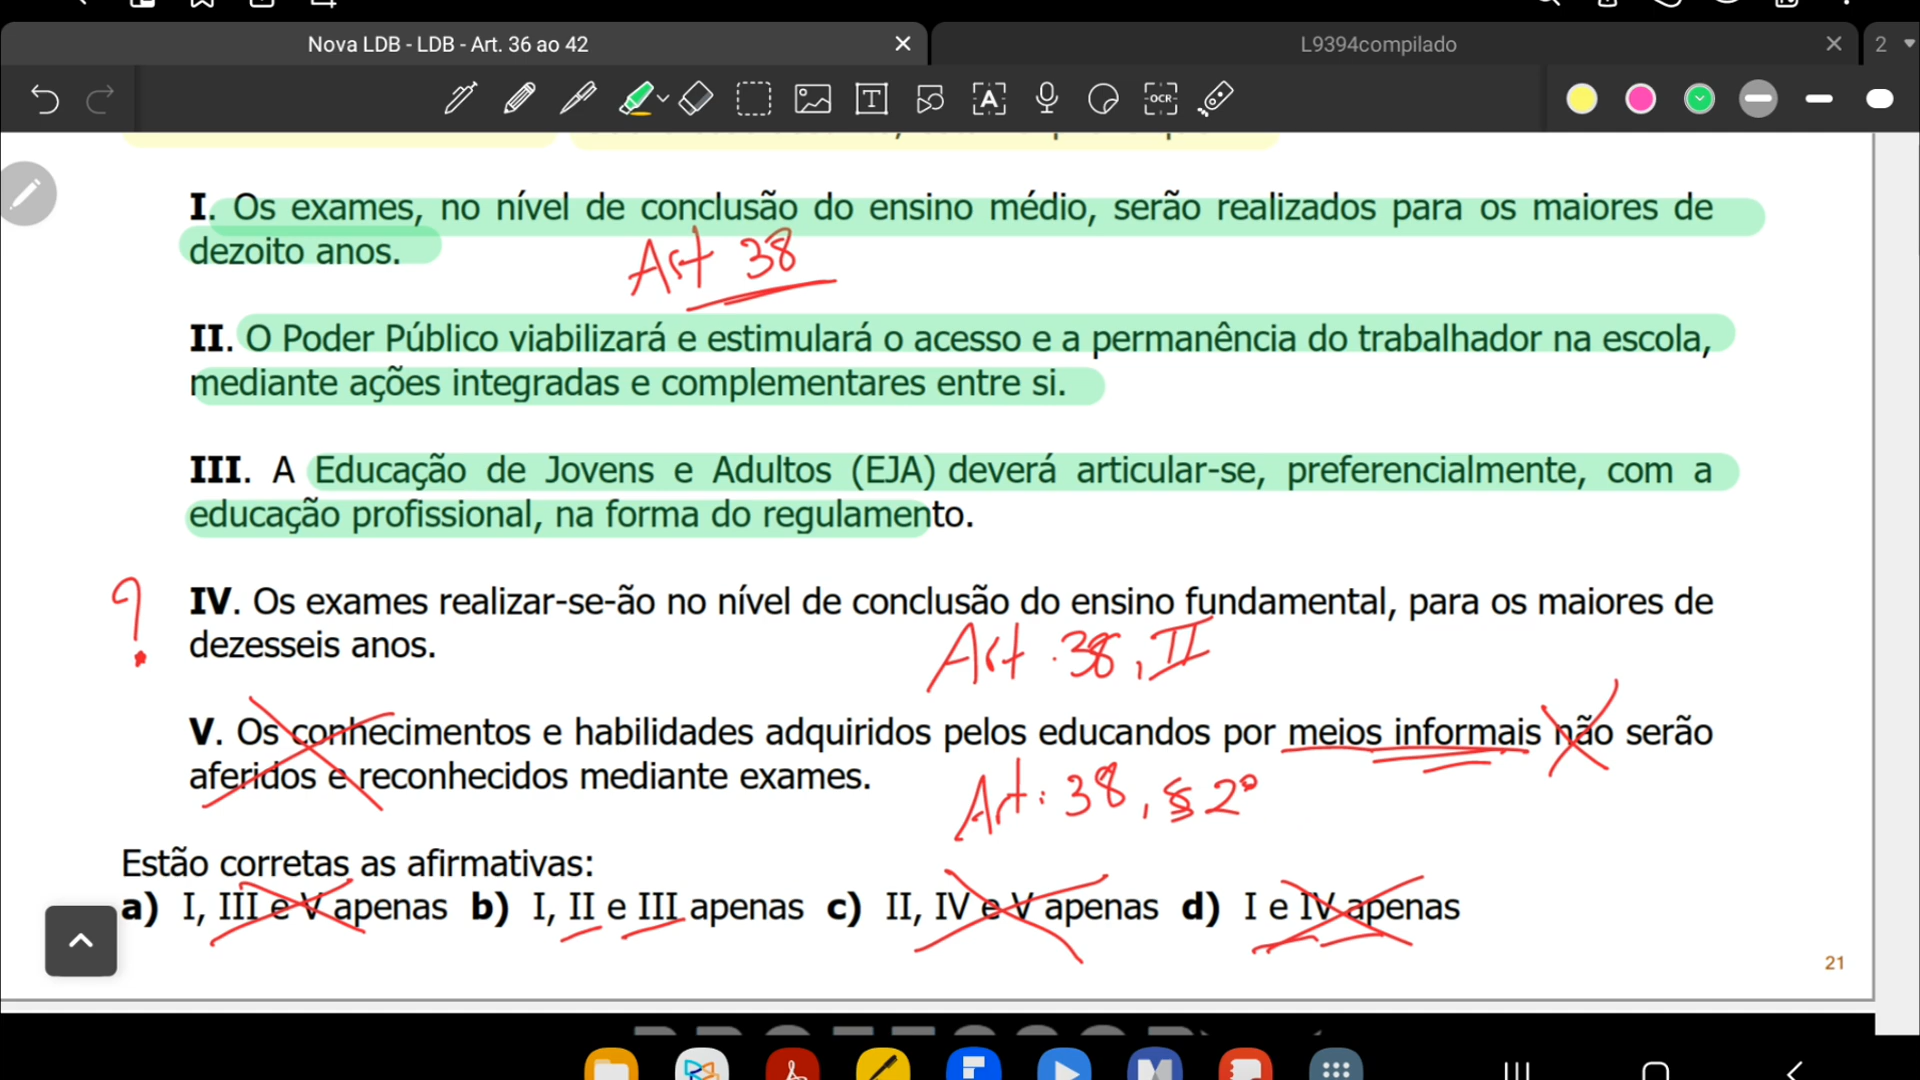 Nova LDB - LDB - Art. 36 ao 42
L9394compilado
2
I. Os exames, no nível de conclusão do ensino médio, serão realizados para os maiores de
dezoito anos.
Art 38
II. O Poder Público viabilizará e estimulará o acesso e a permanência do trabalhador na escola,
mediante ações integradas e complementares entre si.
III. A Educação de Jovens e Adultos (EJA) deverá articular-se, preferencialmente, com a
educação profissional, na forma do regulamento.
?
IV. Os exames realizar-se-ão no nível de conclusão do ensino fundamental, para os maiores de
dezesseis anos.
Art. 38, II
V. Os conhecimentos e habilidades adquiridos pelos educandos por meios informais não serão
aferidos e reconhecidos mediante exames.
Art. 38, § 2º
Estão corretas as afirmativas:
a) I, III e V apenas b) I, II e III apenas c) II, IV e V apenas d) I e IV apenas
21